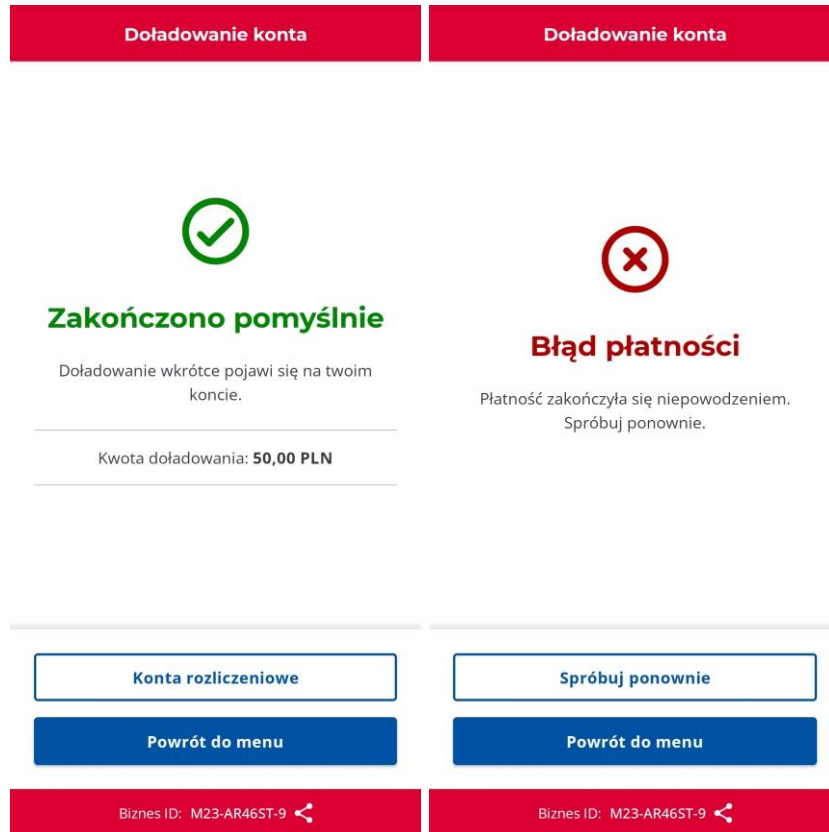 Doładowanie konta
Zakończono pomyślnie
Doładowanie wkrótce pojawi się na twoim
koncie.
Kwota doładowania: 50,00 PLN
Konta rozliczeniowe
Powrót do menu
Biznes ID: M23-AR46ST-9
Doładowanie konta
Błąd płatności
Płatność zakończyła się niepowodzeniem.
Spróbuj ponownie.
Spróbuj ponownie
Powrót do menu
Biznes ID: M23-AR46ST-9